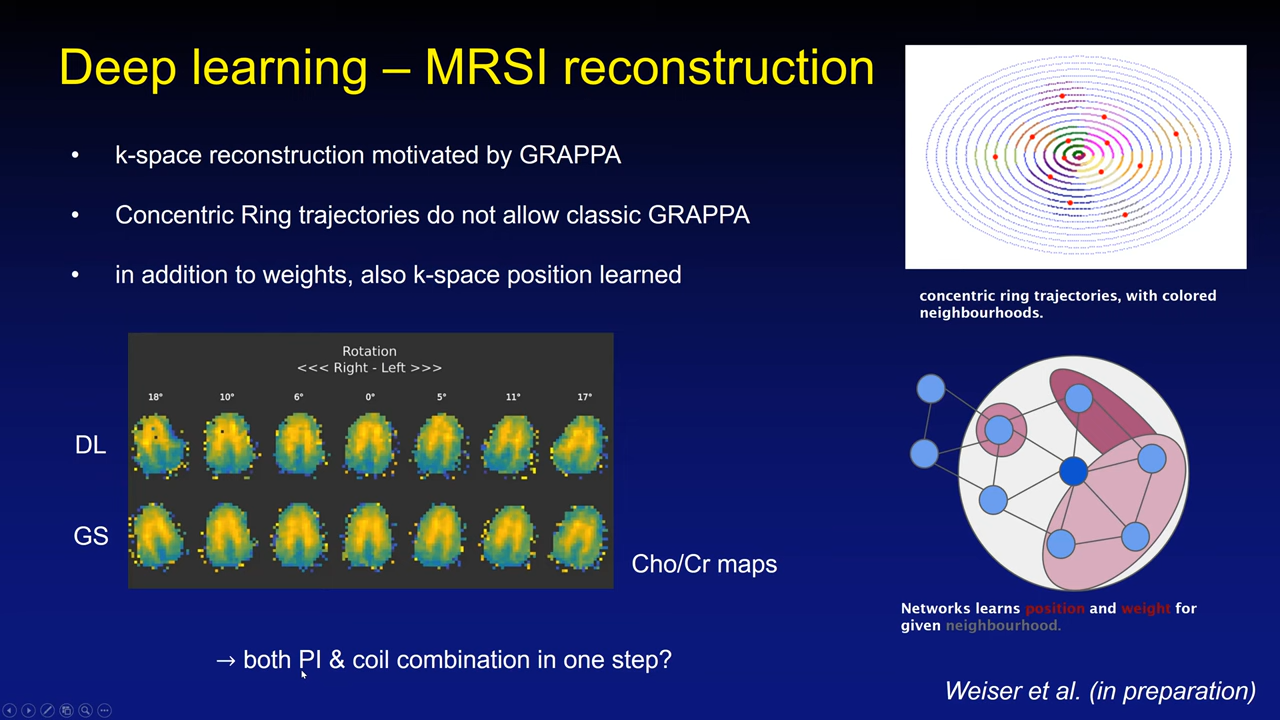 Deep learning – MRSI reconstruction
• k-space reconstruction motivated by GRAPPA
• Concentric Ring trajectories do not allow classic GRAPPA
• in addition to weights, also k-space position learned
concentric ring trajectories, with colored
neighbourhoods.
Rotation
<<< Right - Left >>>
18° 10° 6° 0° 5° 11° 17°
DL
GS
Cho/Cr maps
Networks learns position and weight for
given neighbourhood.
→ both PI & coil combination in one step?
Weiser et al. (in preparation)